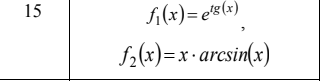 15
f₁(x)=e^{tg(x)},
f₂(x)=x·arcsin(x)